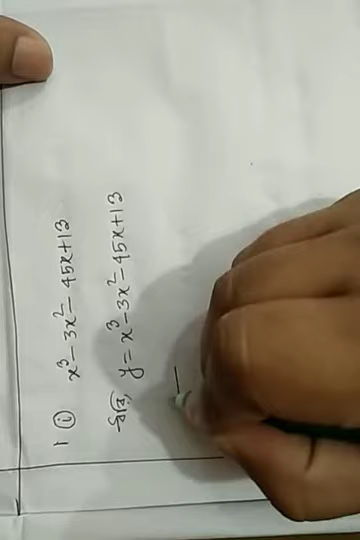 1 (i) x³ - 3x² - 45x + 13
ধরি, y = x³ - 3x² - 45x + 13